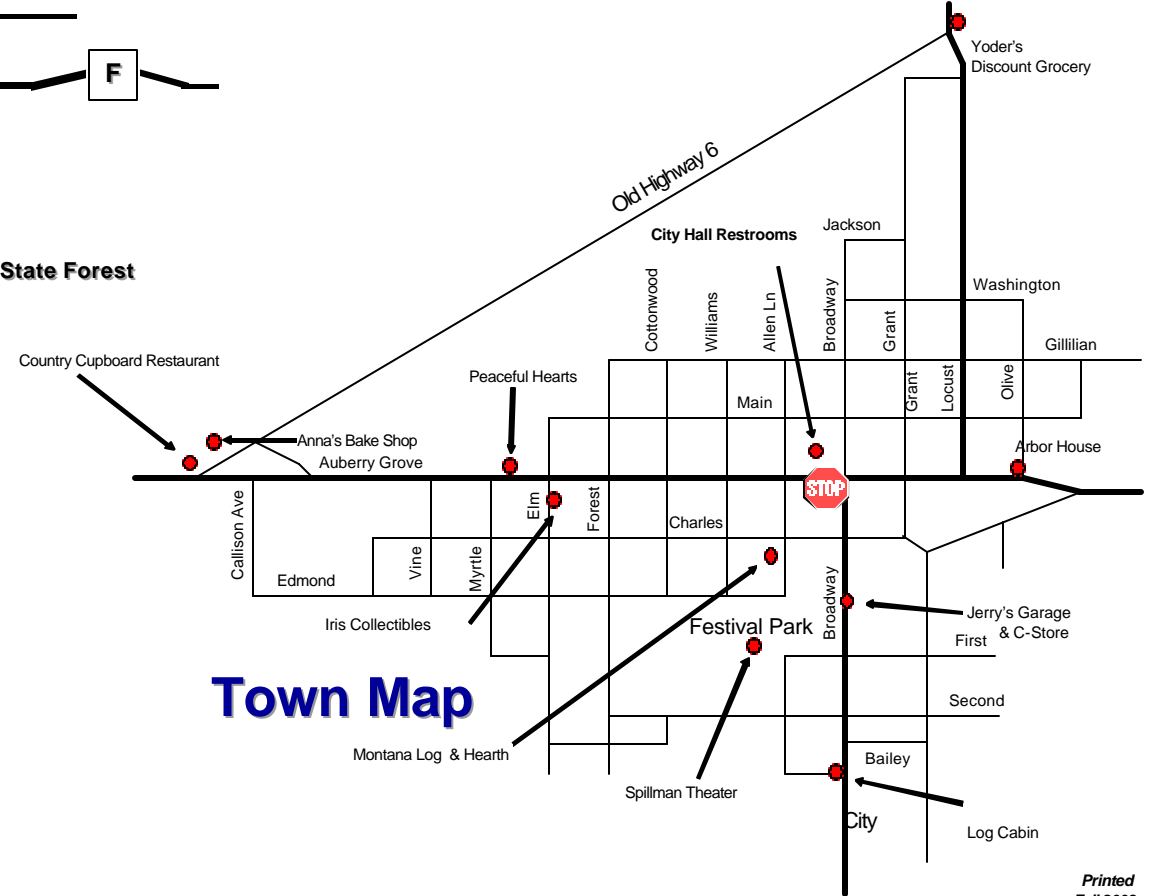 F
Yoder's
Discount Grocery
Old Highway 6
City Hall Restrooms
Jackson
State Forest
Washington
Cottonwood
Williams
Allen Ln
Broadway
Grant
Gillilian
Country Cupboard Restaurant
Peaceful Hearts
Main
Grant
Locust
Olive
Anna's Bake Shop
Auberry Grove
Arbor House
STOP
Callison Ave
Elm
Forest
Charles
Vine
Myrtle
Edmond
Broadway
Iris Collectibles
Festival Park
Jerry's Garage
& C-Store
First
Town Map
Second
Montana Log & Hearth
Bailey
Spillman Theater
City
Log Cabin
Printed